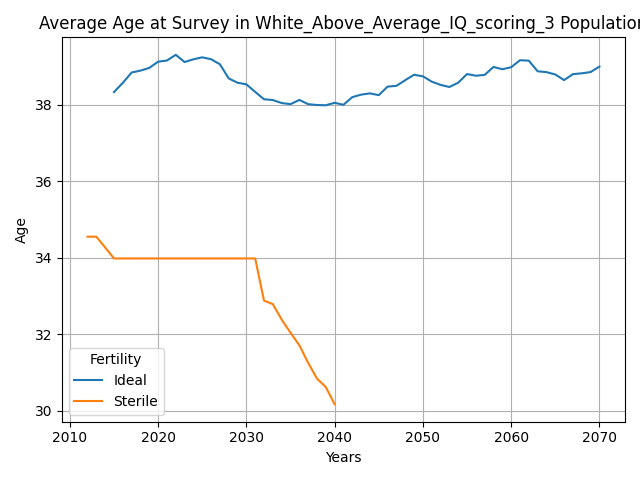 Average Age at Survey in White_Above_Average_IQ_scoring_3 Population
Age
38
36
34
32
30
Fertility
Ideal
Sterile
2010 2020 2030 2040 2050 2060 2070
Years